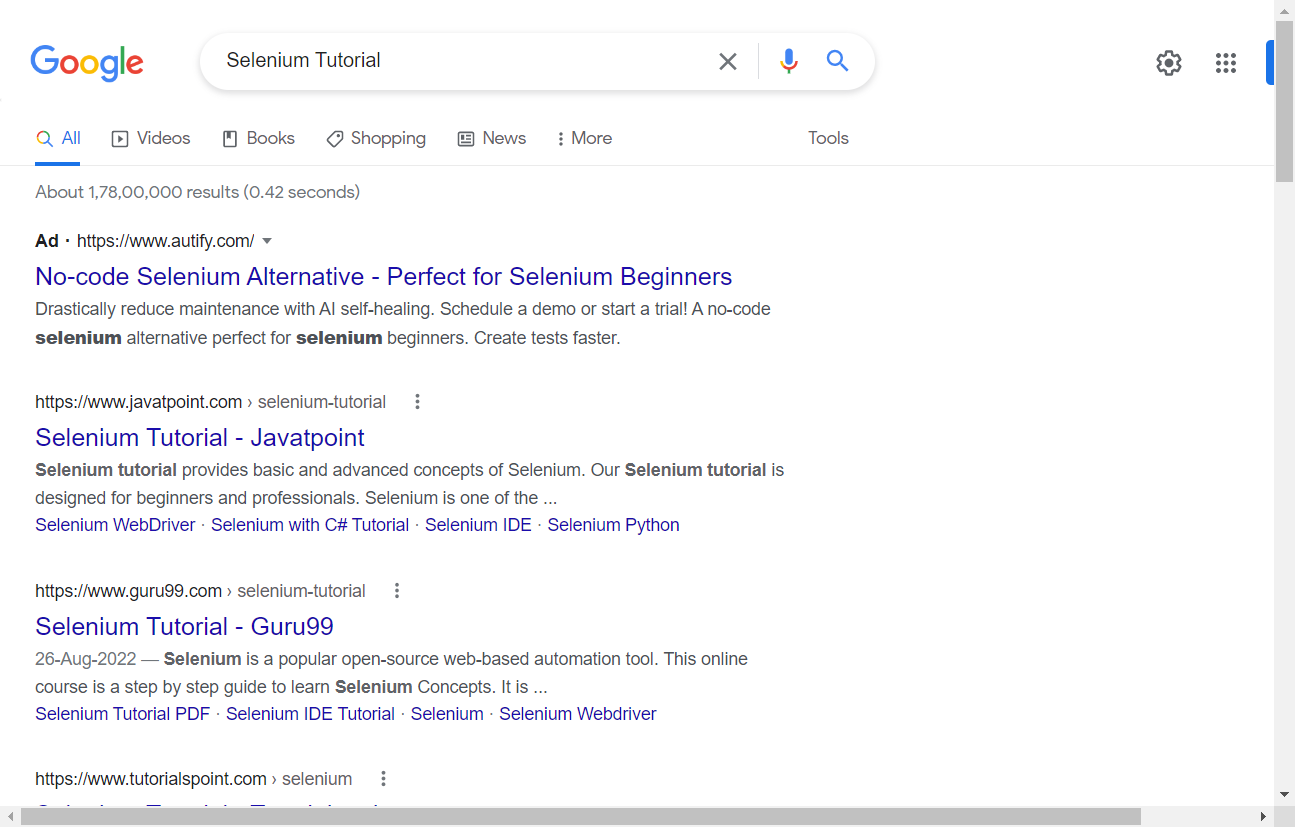 Google
Selenium Tutorial
All Videos Books Shopping News More Tools
About 1,78,00,000 results (0.42 seconds)
Ad · https://www.autify.com/
No-code Selenium Alternative - Perfect for Selenium Beginners
Drastically reduce maintenance with AI self-healing. Schedule a demo or start a trial! A no-code
selenium alternative perfect for selenium beginners. Create tests faster.
https://www.javatpoint.com › selenium-tutorial
Selenium Tutorial - Javatpoint
Selenium tutorial provides basic and advanced concepts of Selenium. Our Selenium tutorial is
designed for beginners and professionals. Selenium is one of the ...
Selenium WebDriver · Selenium with C# Tutorial · Selenium IDE · Selenium Python
https://www.guru99.com › selenium-tutorial
Selenium Tutorial - Guru99
26-Aug-2022 — Selenium is a popular open-source web-based automation tool. This online
course is a step by step guide to learn Selenium Concepts. It is ...
Selenium Tutorial PDF · Selenium IDE Tutorial · Selenium · Selenium Webdriver
https://www.tutorialspoint.com › selenium